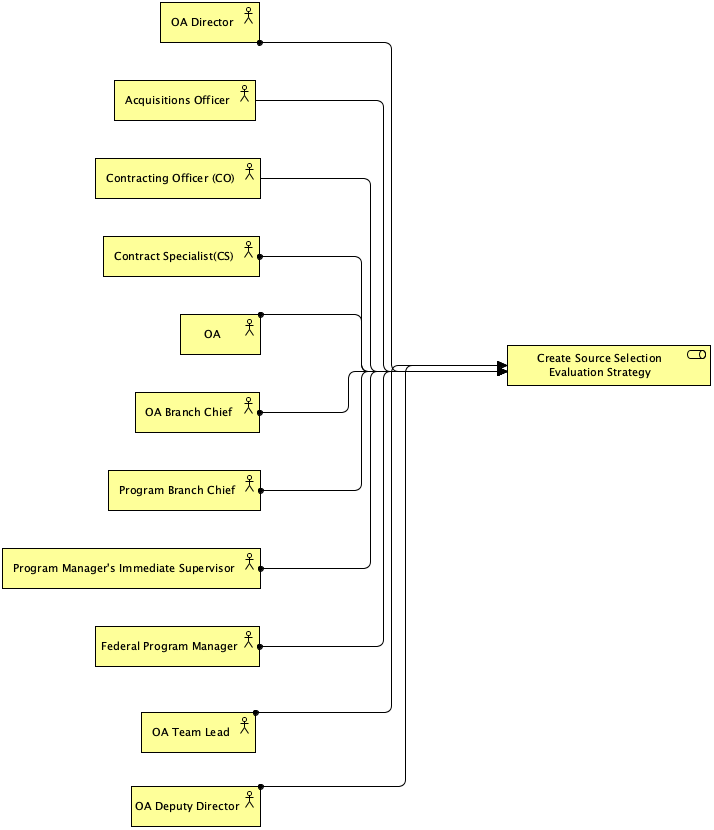 OA Director
Acquisitions Officer
Contracting Officer (CO)
Contract Specialist(CS)
OA
Create Source Selection
Evaluation Strategy
OA Branch Chief
Program Branch Chief
Program Manager's Immediate Supervisor
Federal Program Manager
OA Team Lead
OA Deputy Director